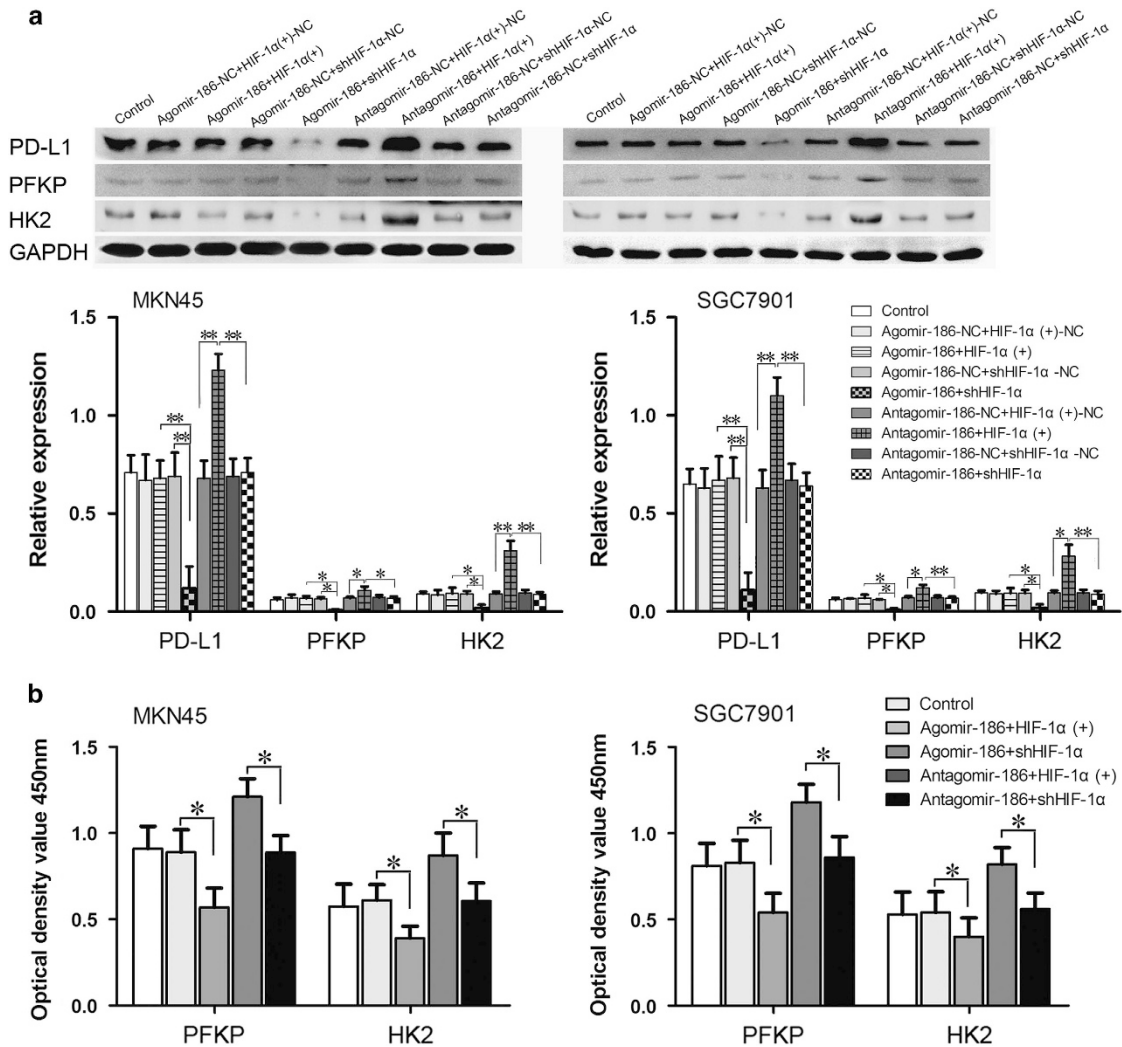 a
Control
Agomir-186-NC+HIF-1α(+)-NC
Agomir-186+HIF-1α(+)
Agomir-186-NC+shHIF-1α-NC
Agomir-186+shHIF-1α
Antagomir-186-NC+HIF-1α(+)-NC
Antagomir-186+HIF-1α(+)
Antagomir-186-NC+shHIF-1α-NC
Antagomir-186-NC+shHIF-1α
Control
Agomir-186-NC+HIF-1α(+)-NC
Agomir-186+HIF-1α(+)
Agomir-186-NC+shHIF-1α-NC
Agomir-186+shHIF-1α
Antagomir-186-NC+HIF-1α(+)-NC
Antagomir-186+HIF-1α(+)
Antagomir-186-NC+shHIF-1α-NC
Antagomir-186-NC+shHIF-1α
PD-L1
PFKP
HK2
GAPDH
MKN45
Relative expression
1.5
1.0
0.5
0.0
** ** ** **
* * * *
* * ** **
PD-L1 PFKP HK2
SGC7901
Relative expression
1.5
1.0
0.5
0.0
** ** ** **
* * * **
* * * **
PD-L1 PFKP HK2
Control
Agomir-186-NC+HIF-1α (+)-NC
Agomir-186+HIF-1α (+)
Agomir-186-NC+shHIF-1α -NC
Agomir-186+shHIF-1α
Antagomir-186-NC+HIF-1α (+)-NC
Antagomir-186+HIF-1α (+)
Antagomir-186-NC+shHIF-1α -NC
Antagomir-186+shHIF-1α
b
MKN45
Optical density value 450nm
1.5
1.0
0.5
0.0
* * * *
PFKP HK2
SGC7901
Optical density value 450nm
1.5
1.0
0.5
0.0
* * * *
PFKP HK2
Control
Agomir-186+HIF-1α (+)
Agomir-186+shHIF-1α
Antagomir-186+HIF-1α (+)
Antagomir-186+shHIF-1α